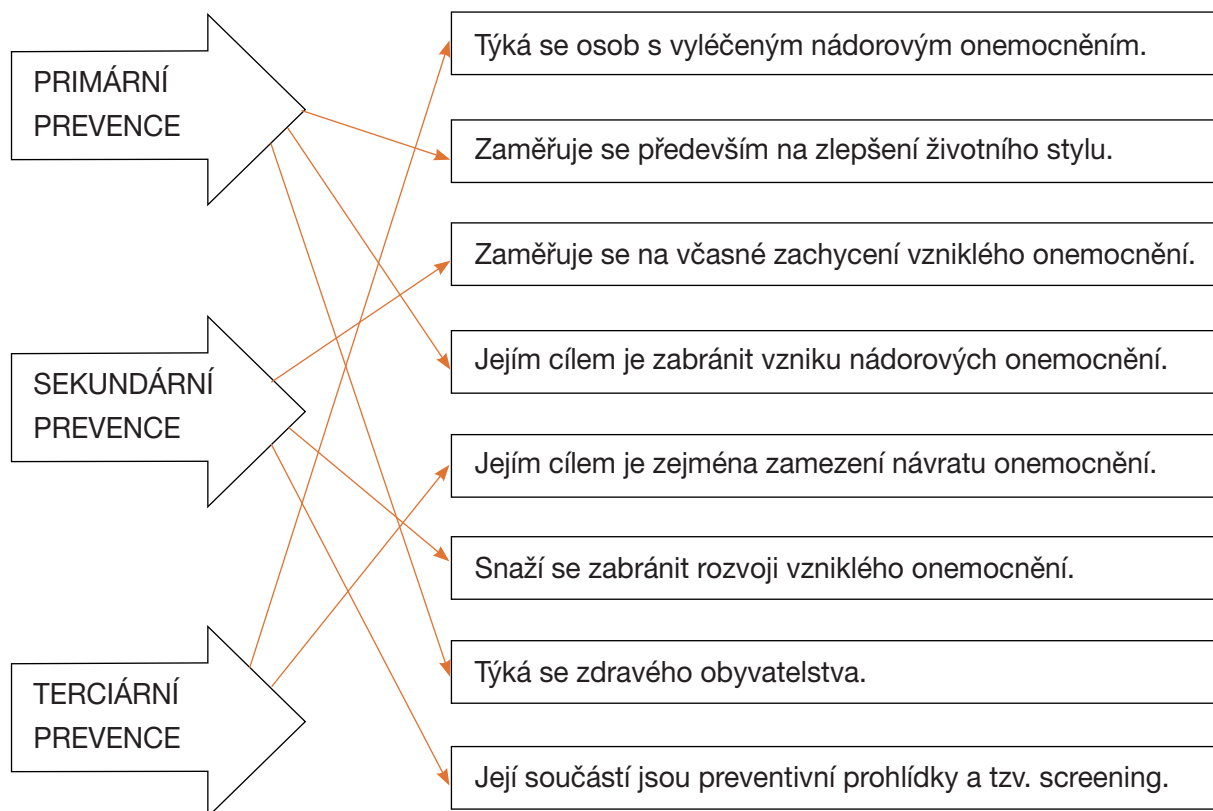 PRIMÁRNÍ
PREVENCE
SEKUNDÁRNÍ
PREVENCE
TERCIÁRNÍ
PREVENCE
Týká se osob s vyléčeným nádorovým onemocněním.
Zaměřuje se především na zlepšení životního stylu.
Zaměřuje se na včasné zachycení vzniklého onemocnění.
Jejím cílem je zabránit vzniku nádorových onemocnění.
Jejím cílem je zejména zamezení návratu onemocnění.
Snaží se zabránit rozvoji vzniklého onemocnění.
Týká se zdravého obyvatelstva.
Její součástí jsou preventivní prohlídky a tzv. screening.